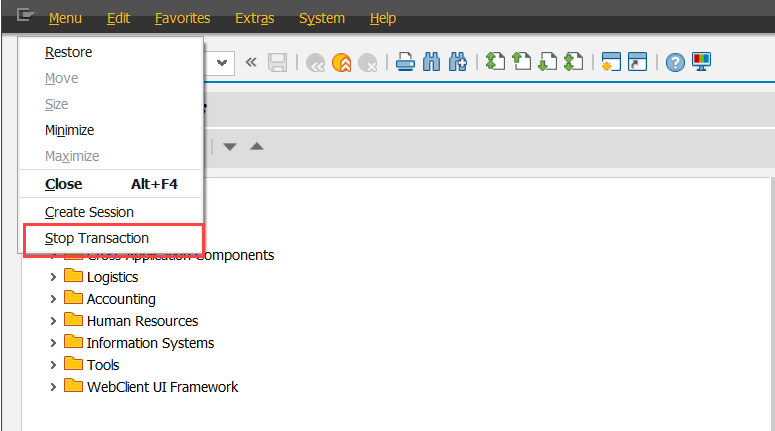 Menu Edit Favorites Extras System Help
Restore
Move
Size
Minimize
Maximize
Close Alt+F4
Create Session
Stop Transaction
Cross-Application Components
Logistics
Accounting
Human Resources
Information Systems
Tools
WebClient UI Framework